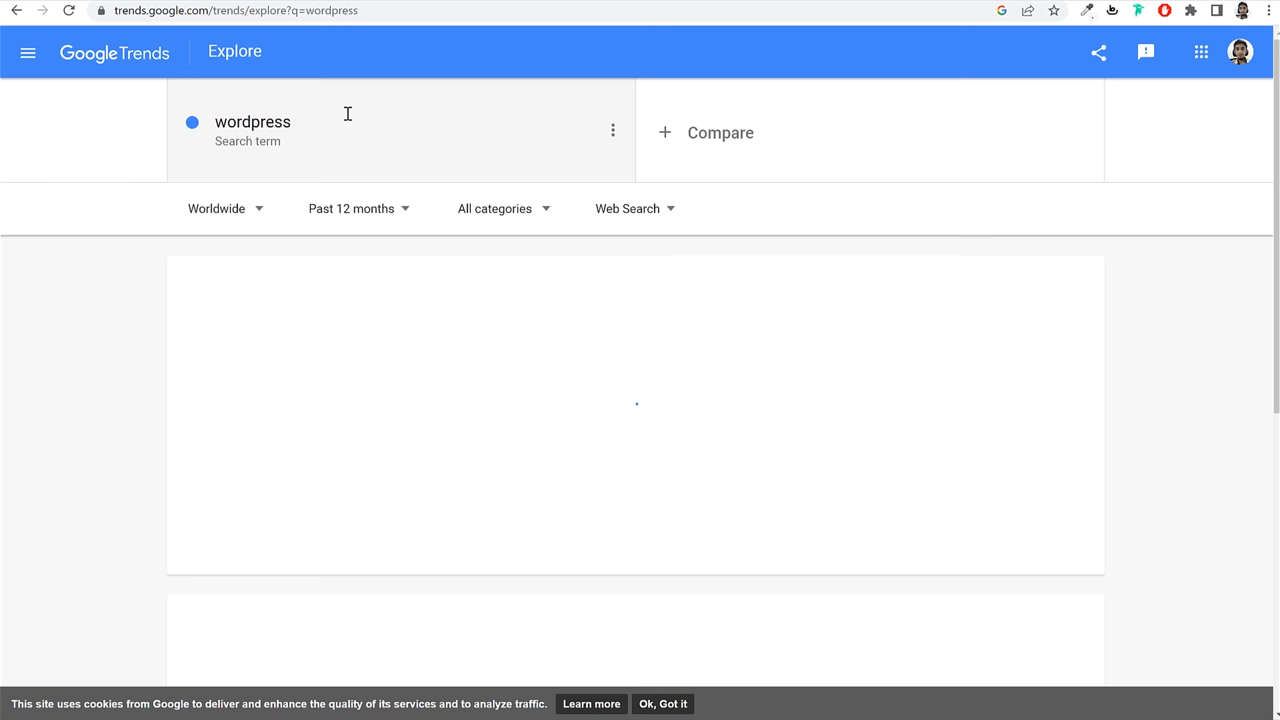 trends.google.com/trends/explore?q=wordpress
Google Trends Explore
wordpress
Search term
+ Compare
Worldwide Past 12 months All categories Web Search
This site uses cookies from Google to deliver and enhance the quality of its services and to analyze traffic. Learn more Ok, Got it